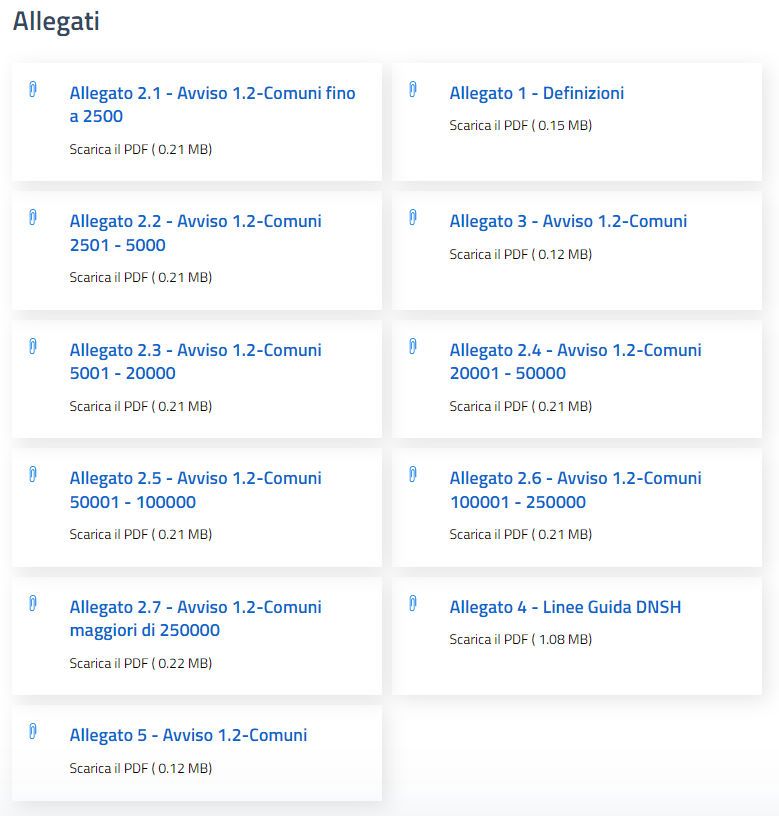 Allegati
Allegato 2.1 - Avviso 1.2-Comuni fino
a 2500
Scarica il PDF ( 0.21 MB)
Allegato 1 - Definizioni
Scarica il PDF ( 0.15 MB)
Allegato 2.2 - Avviso 1.2-Comuni
2501 - 5000
Scarica il PDF ( 0.21 MB)
Allegato 3 - Avviso 1.2-Comuni
Scarica il PDF ( 0.12 MB)
Allegato 2.3 - Avviso 1.2-Comuni
5001 - 20000
Scarica il PDF ( 0.21 MB)
Allegato 2.4 - Avviso 1.2-Comuni
20001 - 50000
Scarica il PDF ( 0.21 MB)
Allegato 2.5 - Avviso 1.2-Comuni
50001 - 100000
Scarica il PDF ( 0.21 MB)
Allegato 2.6 - Avviso 1.2-Comuni
100001 - 250000
Scarica il PDF ( 0.21 MB)
Allegato 2.7 - Avviso 1.2-Comuni
maggiori di 250000
Scarica il PDF ( 0.22 MB)
Allegato 4 - Linee Guida DNSH
Scarica il PDF ( 1.08 MB)
Allegato 5 - Avviso 1.2-Comuni
Scarica il PDF ( 0.12 MB)